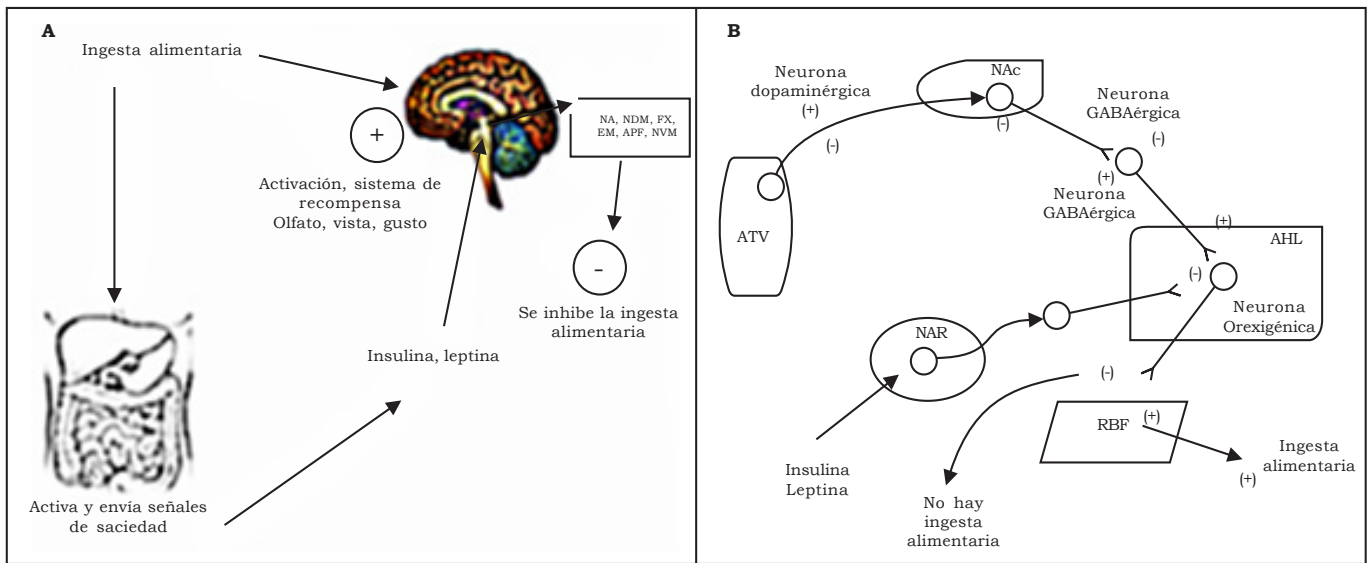 A
Ingesta alimentaria
+
Activación, sistema de
recompensa
Olfato, vista, gusto
NA, NDM, FX,
EM, APF, NVM
-
Se inhibe la ingesta
alimentaria
Insulina, leptina
Activa y envía señales
de saciedad
B
Neurona
dopaminérgica
(+)
(-)
NAc
(-)
Neurona
GABAérgica
(-)
(+)
Neurona
GABAérgica
ATV
(+)
AHL
(-)
Neurona
Orexigénica
NAR
Insulina
Leptina
(-)
No hay
ingesta
alimentaria
RBF
(+)
Ingesta
alimentaria
(+)